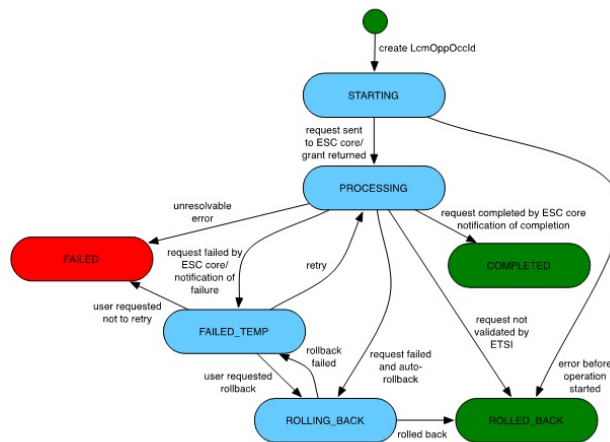 create LcmOppOccId
STARTING
request sent
to ESC core/
grant returned
PROCESSING
unresolvable
error
request completed by ESC core
notification of completion
FAILED
request failed by
ESC core/
notification of
failure
retry
COMPLETED
user requested
not to retry
FAILED_TEMP
request not
validated by
ETSI
rollback
failed
request failed
and auto-
rollback
user requested
rollback
error before
operation
started
ROLLING_BACK
rolled back
ROLLED_BACK